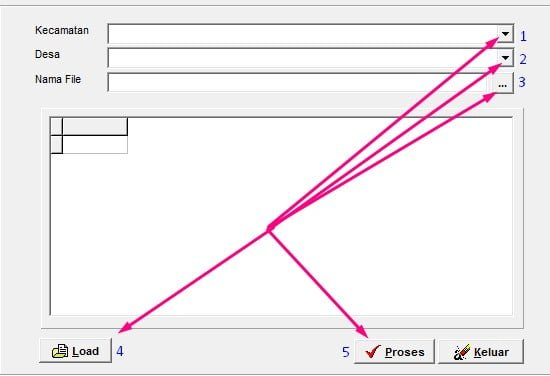 Kecamatan 1
Desa 2
Nama File ... 3
Load 4 5 Proses Keluar